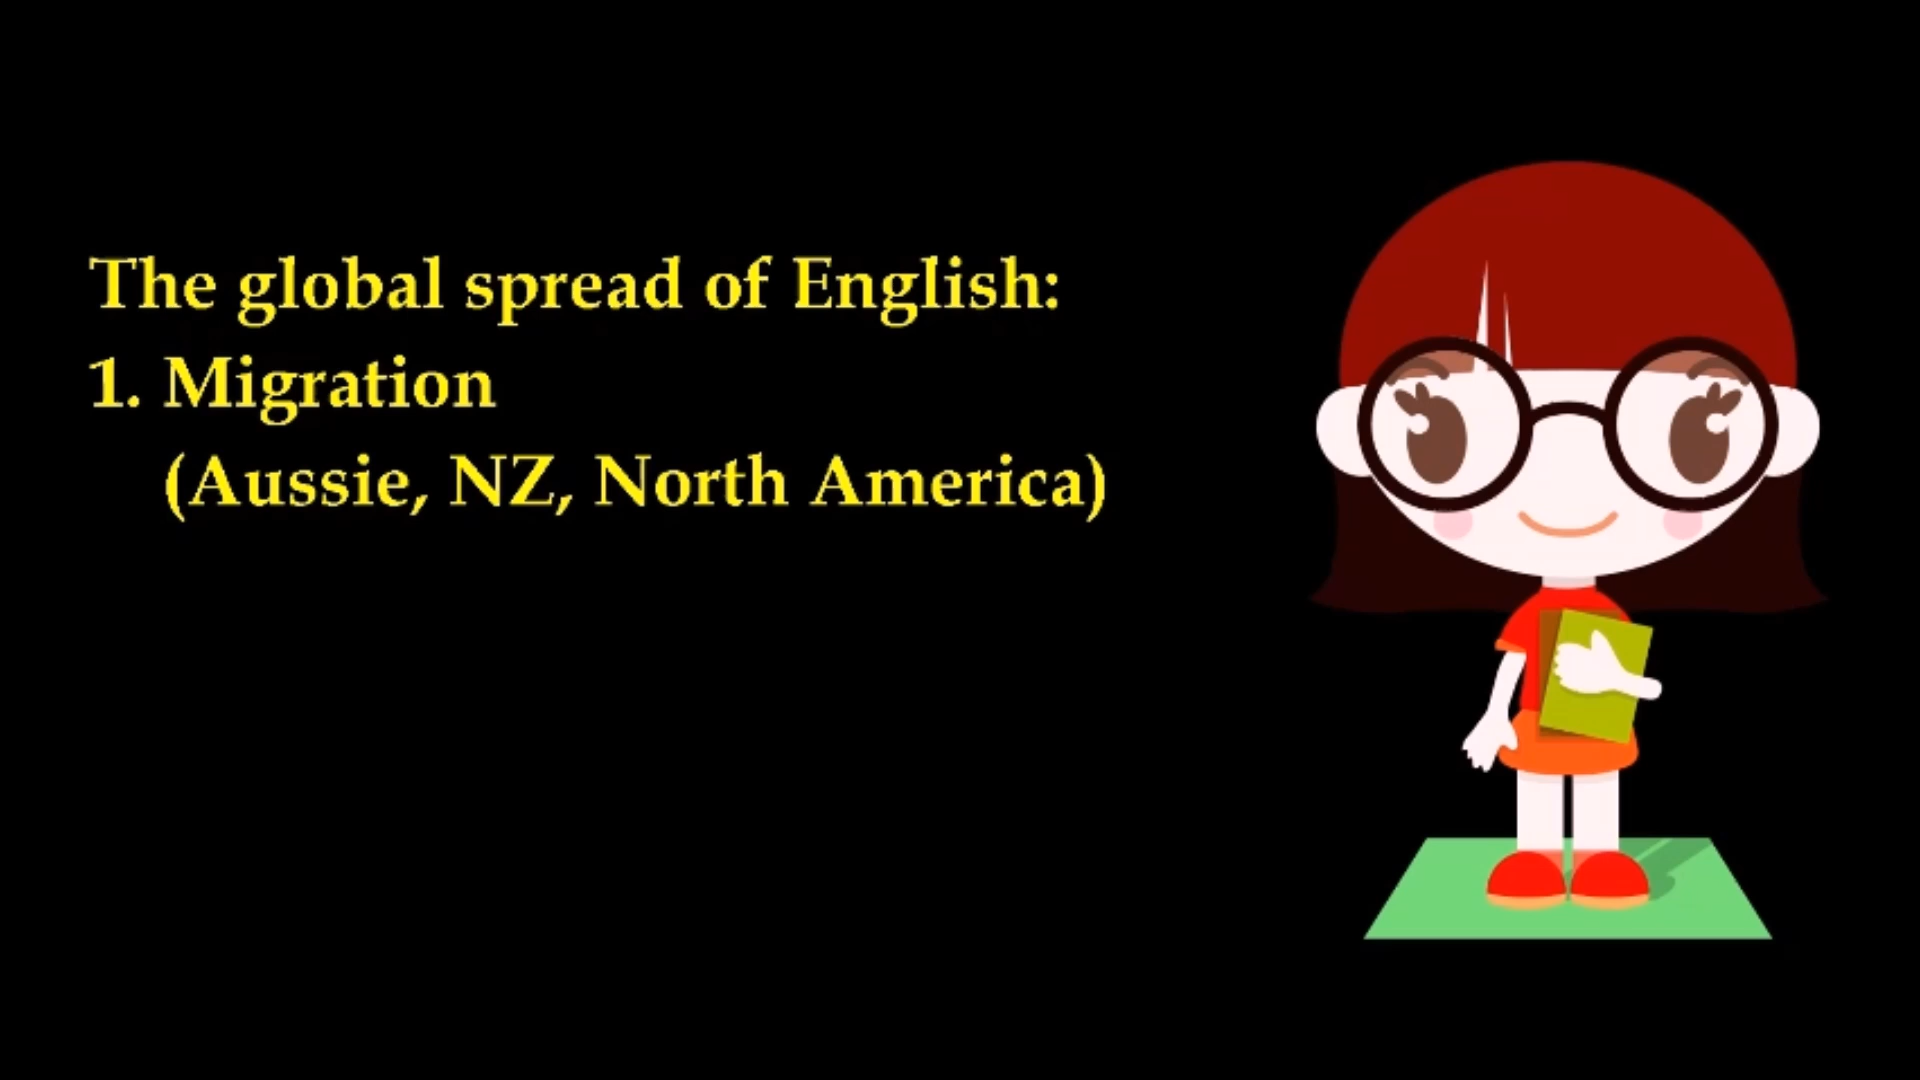 The global spread of English:
1. Migration
(Aussie, NZ, North America)